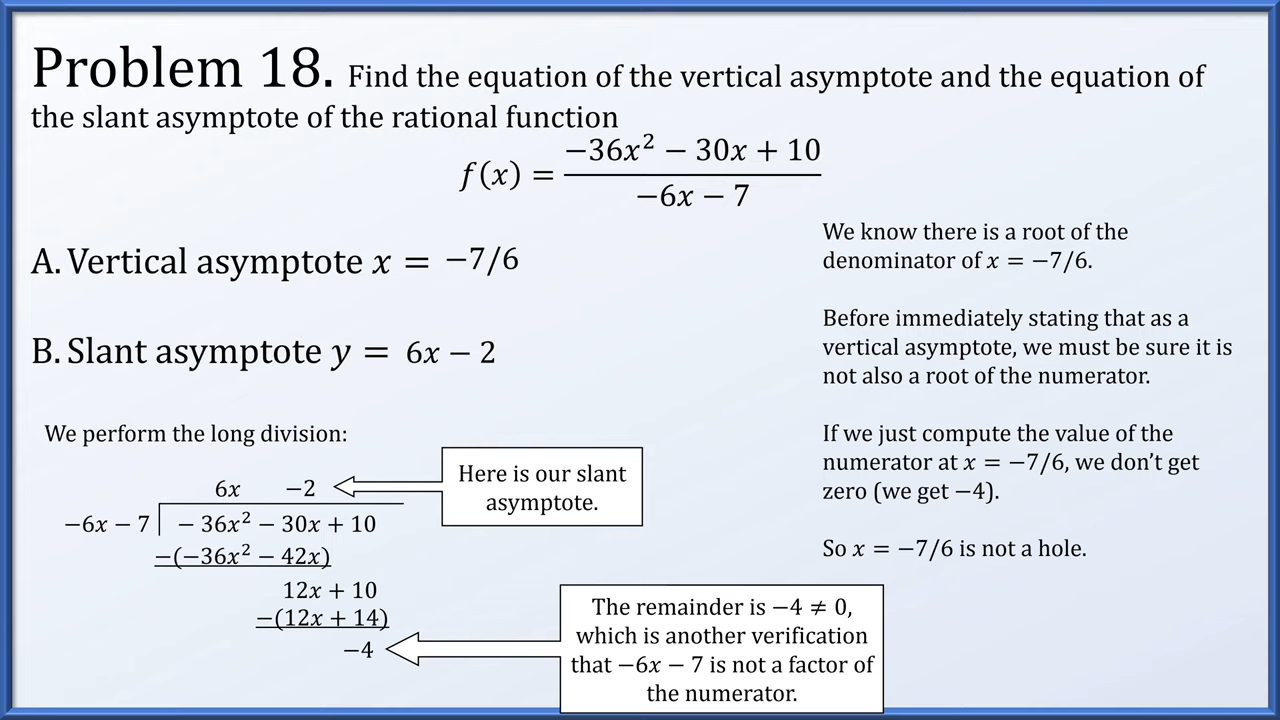 Problem 18. Find the equation of the vertical asymptote and the equation of
the slant asymptote of the rational function
f(x) = (−36x² − 30x + 10)/(−6x − 7)
A. Vertical asymptote x = −7/6
B. Slant asymptote y = 6x − 2
We perform the long division:
6x −2
−6x − 7 − 36x² − 30x + 10
−(−36x² − 42x)
12x + 10
−(12x + 14)
−4
Here is our slant
asymptote.
The remainder is −4 ≠ 0,
which is another verification
that −6x − 7 is not a factor of
the numerator.
We know there is a root of the
denominator of x = −7/6.
Before immediately stating that as a
vertical asymptote, we must be sure it is
not also a root of the numerator.
If we just compute the value of the
numerator at x = −7/6, we don’t get
zero (we get −4).
So x = −7/6 is not a hole.